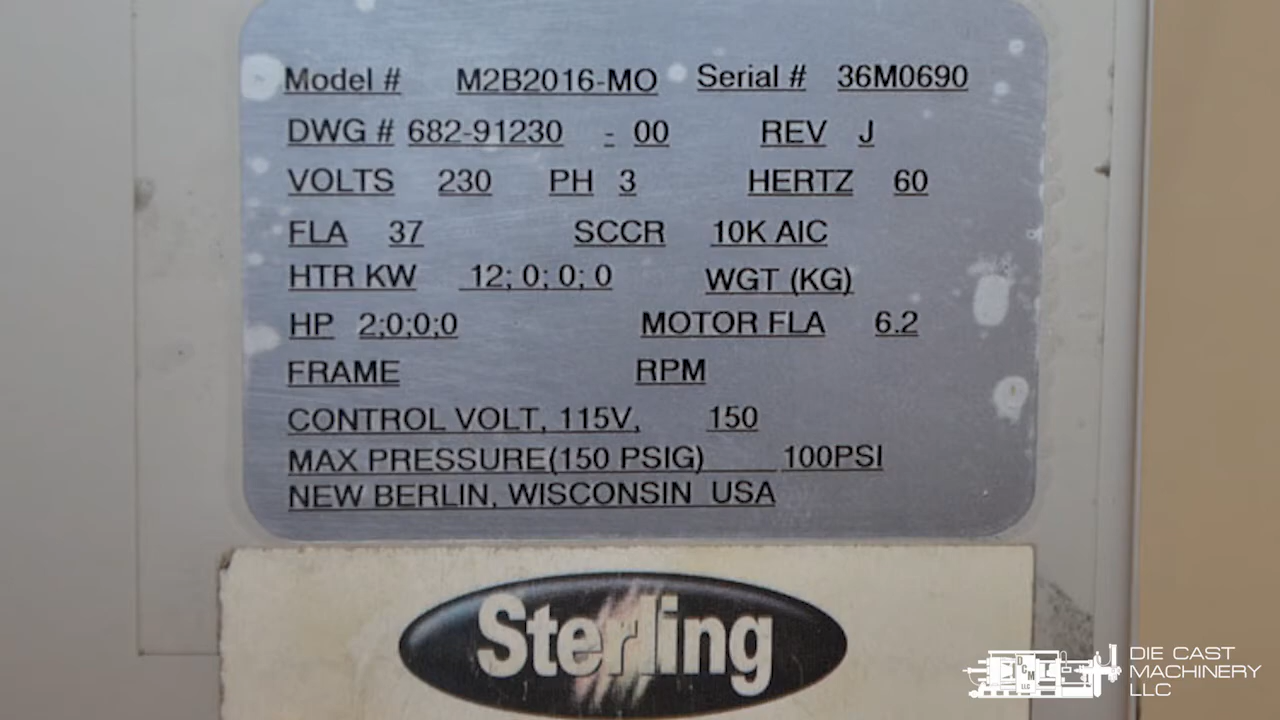 Model # M2B2016-MO Serial # 36M0690
DWG # 682-91230 - 00 REV J
VOLTS 230 PH 3 HERTZ 60
FLA 37 SCCR 10K AIC
HTR KW 12; 0; 0; 0 WGT (KG)
HP 2;0;0;0 MOTOR FLA 6.2
FRAME RPM
CONTROL VOLT, 115V, 150
MAX PRESSURE(150 PSIG) 100PSI
NEW BERLIN, WISCONSIN USA
Sterling
DCM LLC
DIE CAST
MACHINERY
LLC